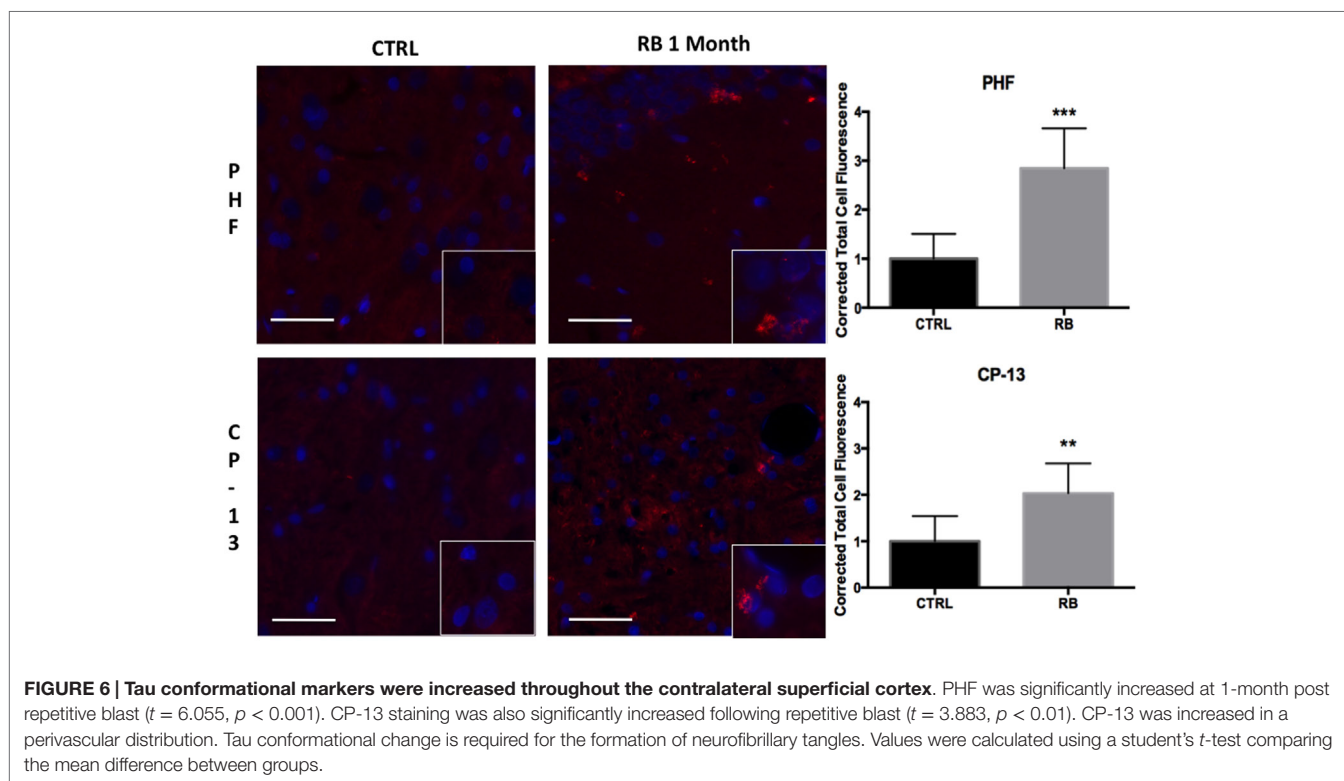 CTRL
RB 1 Month
P
H
F
PHF
***
Corrected Total Cell Fluorescence
4
3
2
1
0
CTRL
RB
C
P
-
1
3
CP-13
**
Corrected Total Cell Fluorescence
4
3
2
1
0
CTRL
RB
FIGURE 6 | Tau conformational markers were increased throughout the contralateral superficial cortex. PHF was significantly increased at 1-month post
repetitive blast (t = 6.055, p < 0.001). CP-13 staining was also significantly increased following repetitive blast (t = 3.883, p < 0.01). CP-13 was increased in a
perivascular distribution. Tau conformational change is required for the formation of neurofibrillary tangles. Values were calculated using a student's t-test comparing
the mean difference between groups.